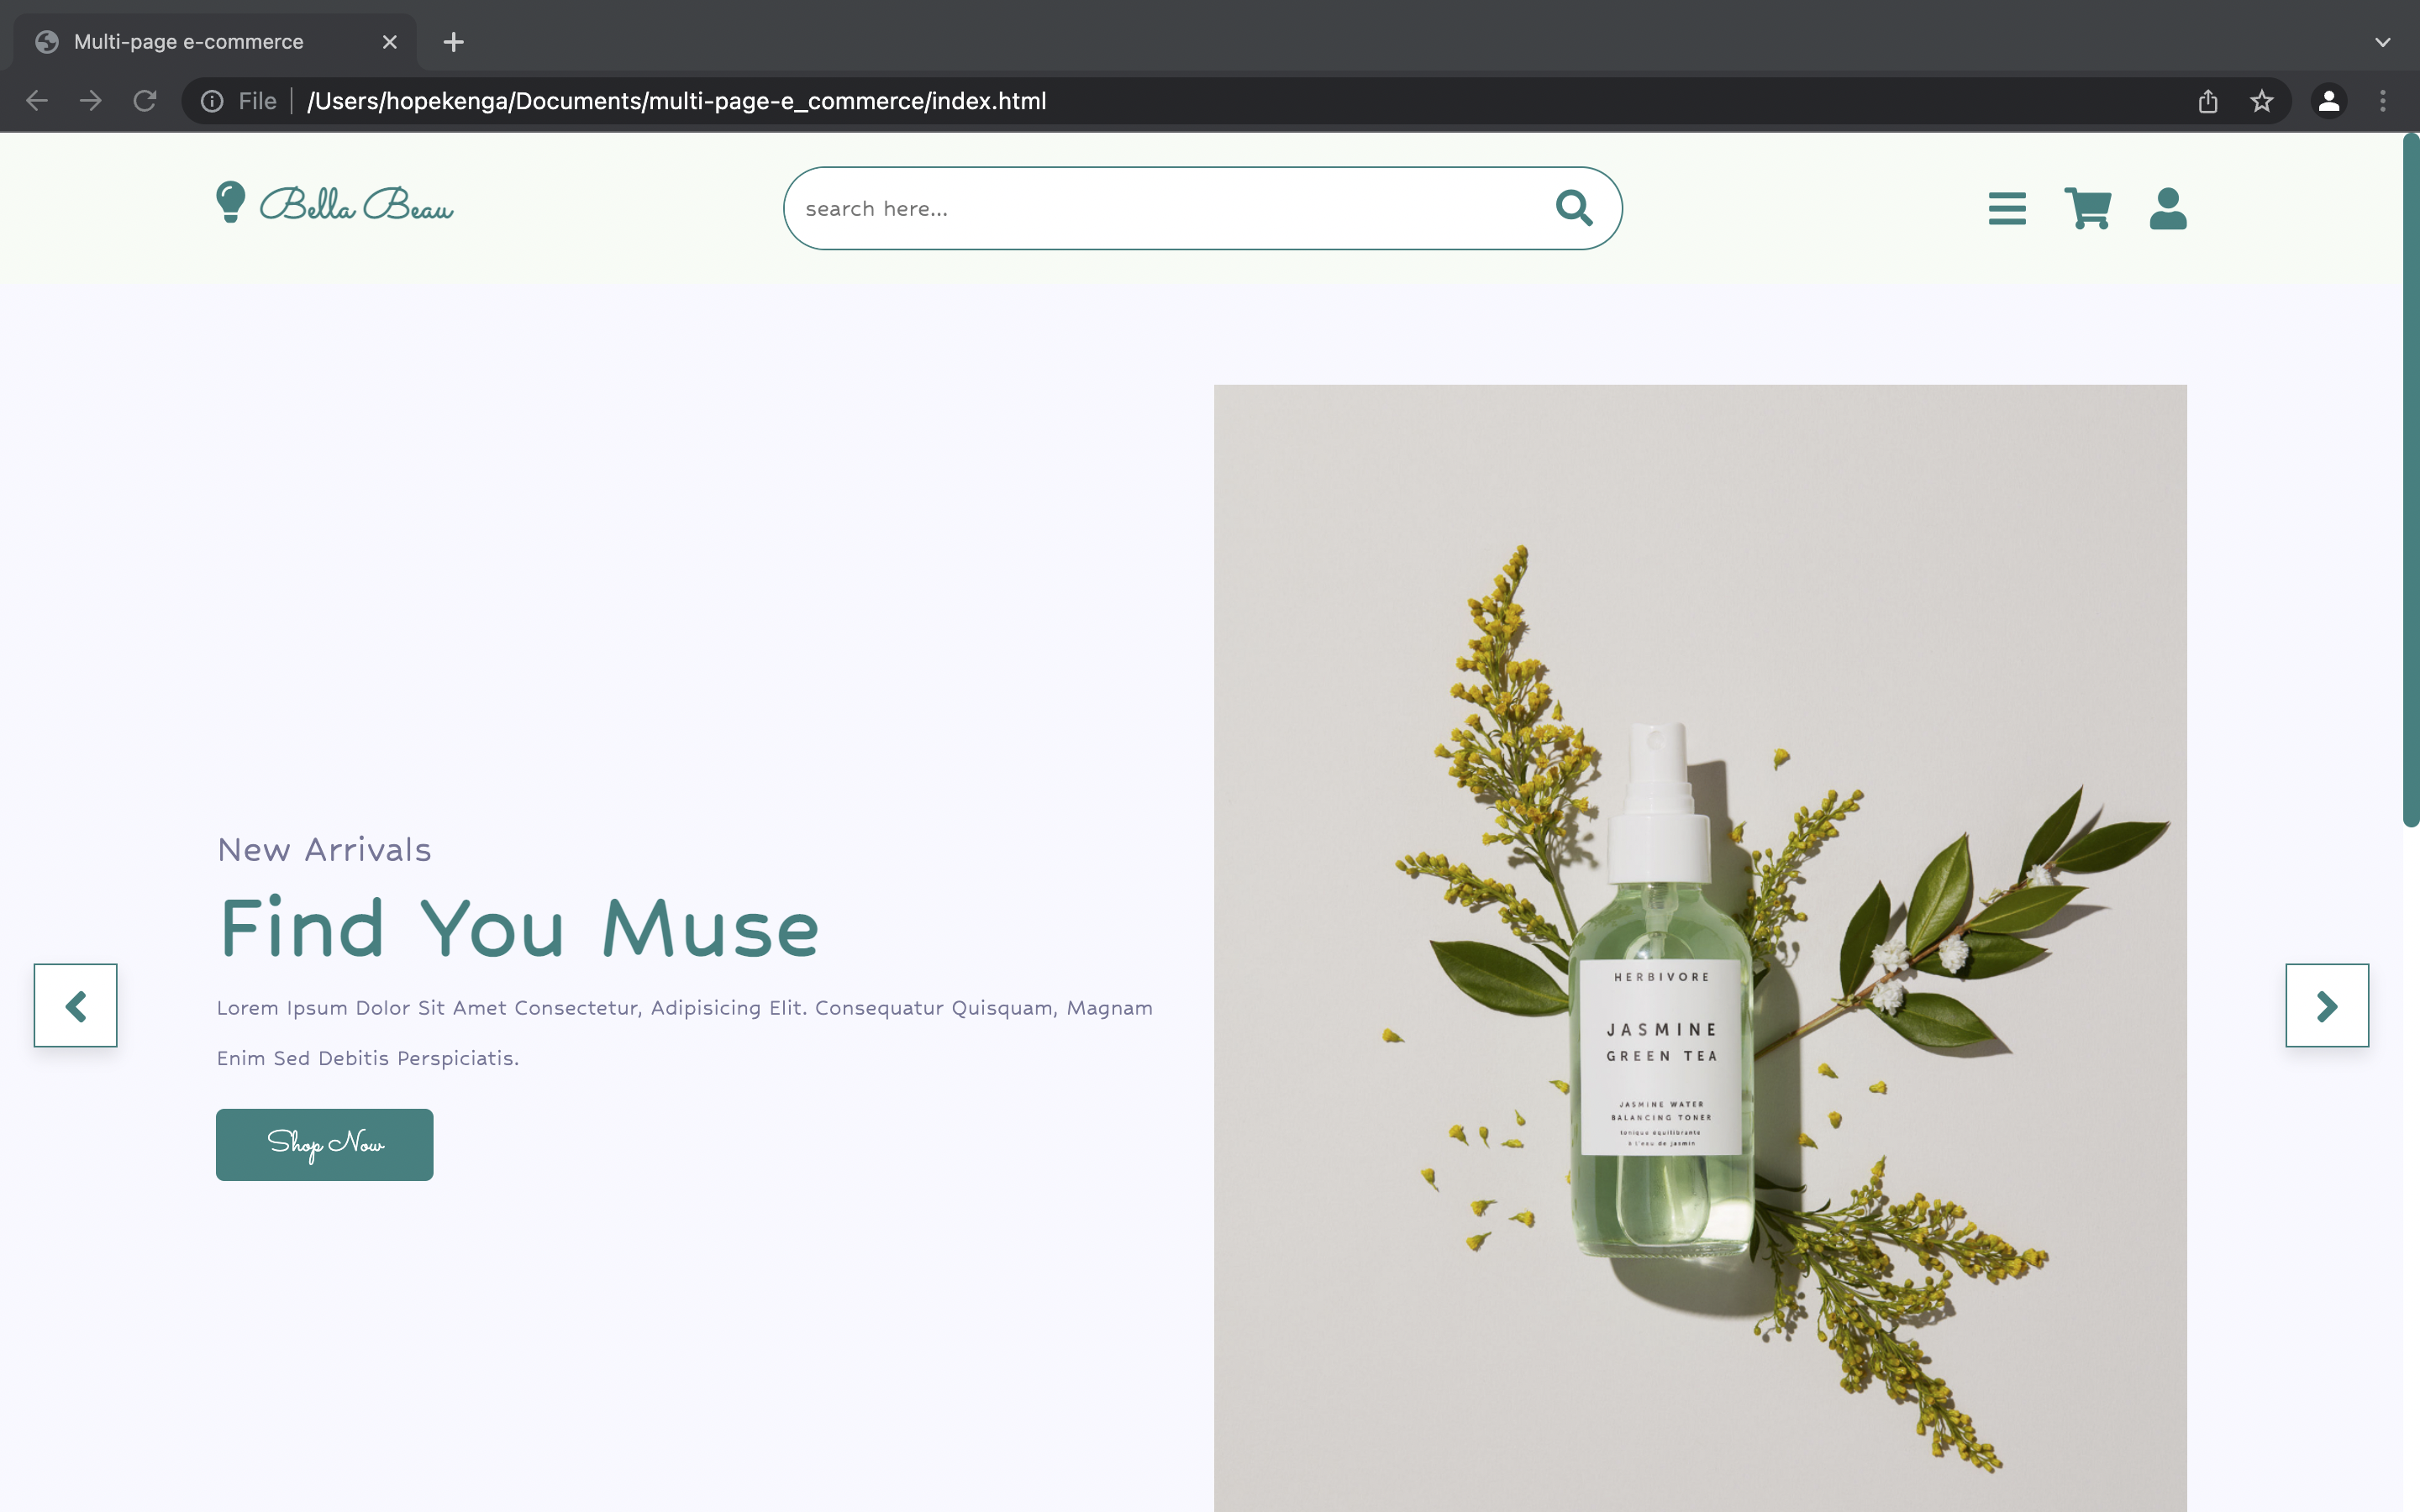 Multi-page e-commerce
File /Users/hopekenga/Documents/multi-page-e_commerce/index.html
Bella Beau
search here...
New Arrivals
Find You Muse
Lorem Ipsum Dolor Sit Amet Consectetur, Adipisicing Elit. Consequatur Quisquam, Magnam
Enim Sed Debitis Perspiciatis.
Shop Now
HERBIVORE
JASMINE
GREEN TEA
JASMINE WATER
BALANCING TONER
tonique équilibrante
à l'eau de jasmin